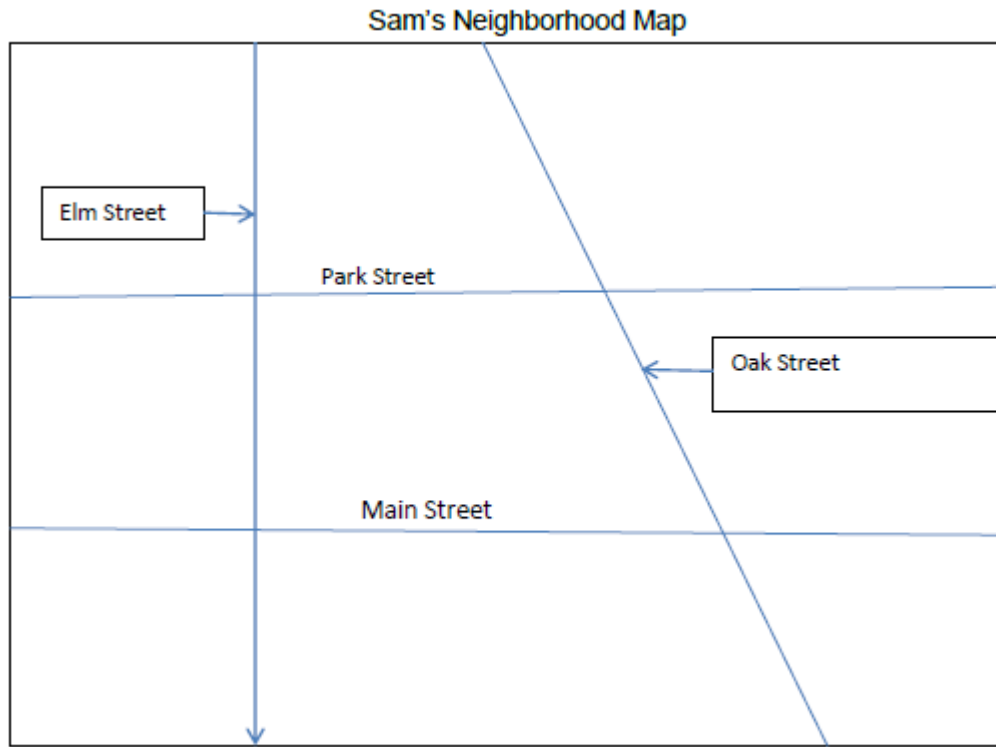 Sam's Neighborhood Map
Elm Street
Park Street
Oak Street
Main Street